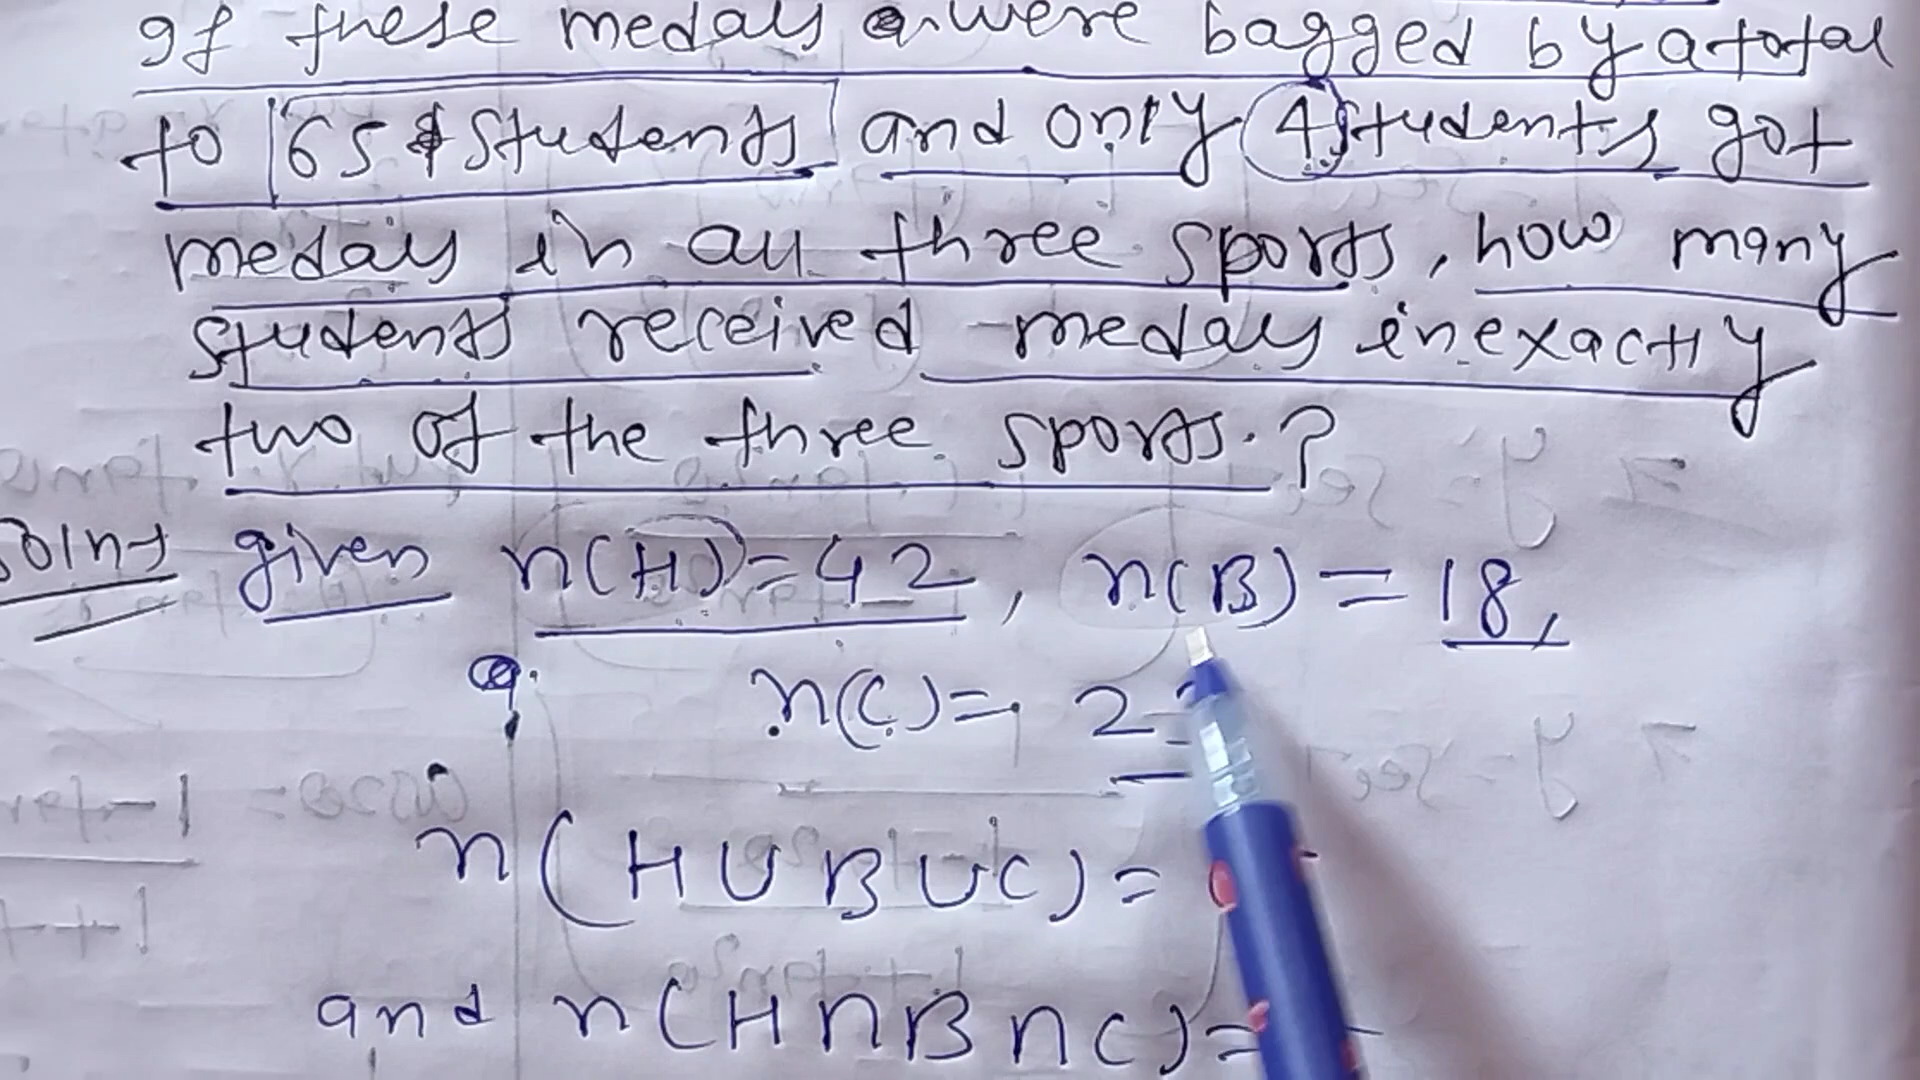 If these medals were bagged by a total
to 65 Students and only 4 students got
medals in all three sports, how many
students received medals in exactly
two of the three sports.?
Soln→ given n(H)=42, n(B)=18,
n(C)= 2
n(HUBUC)=
and n(H∩B∩C)=